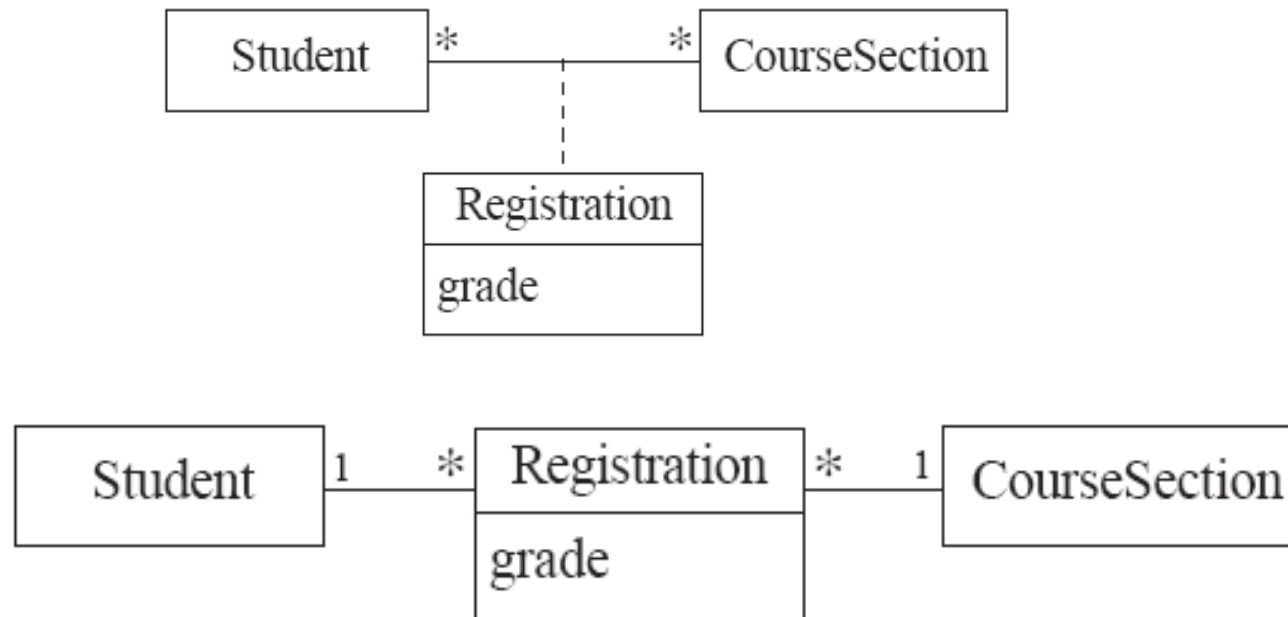 Student * * CourseSection
Registration
grade
Student 1 * Registration * 1 CourseSection
grade